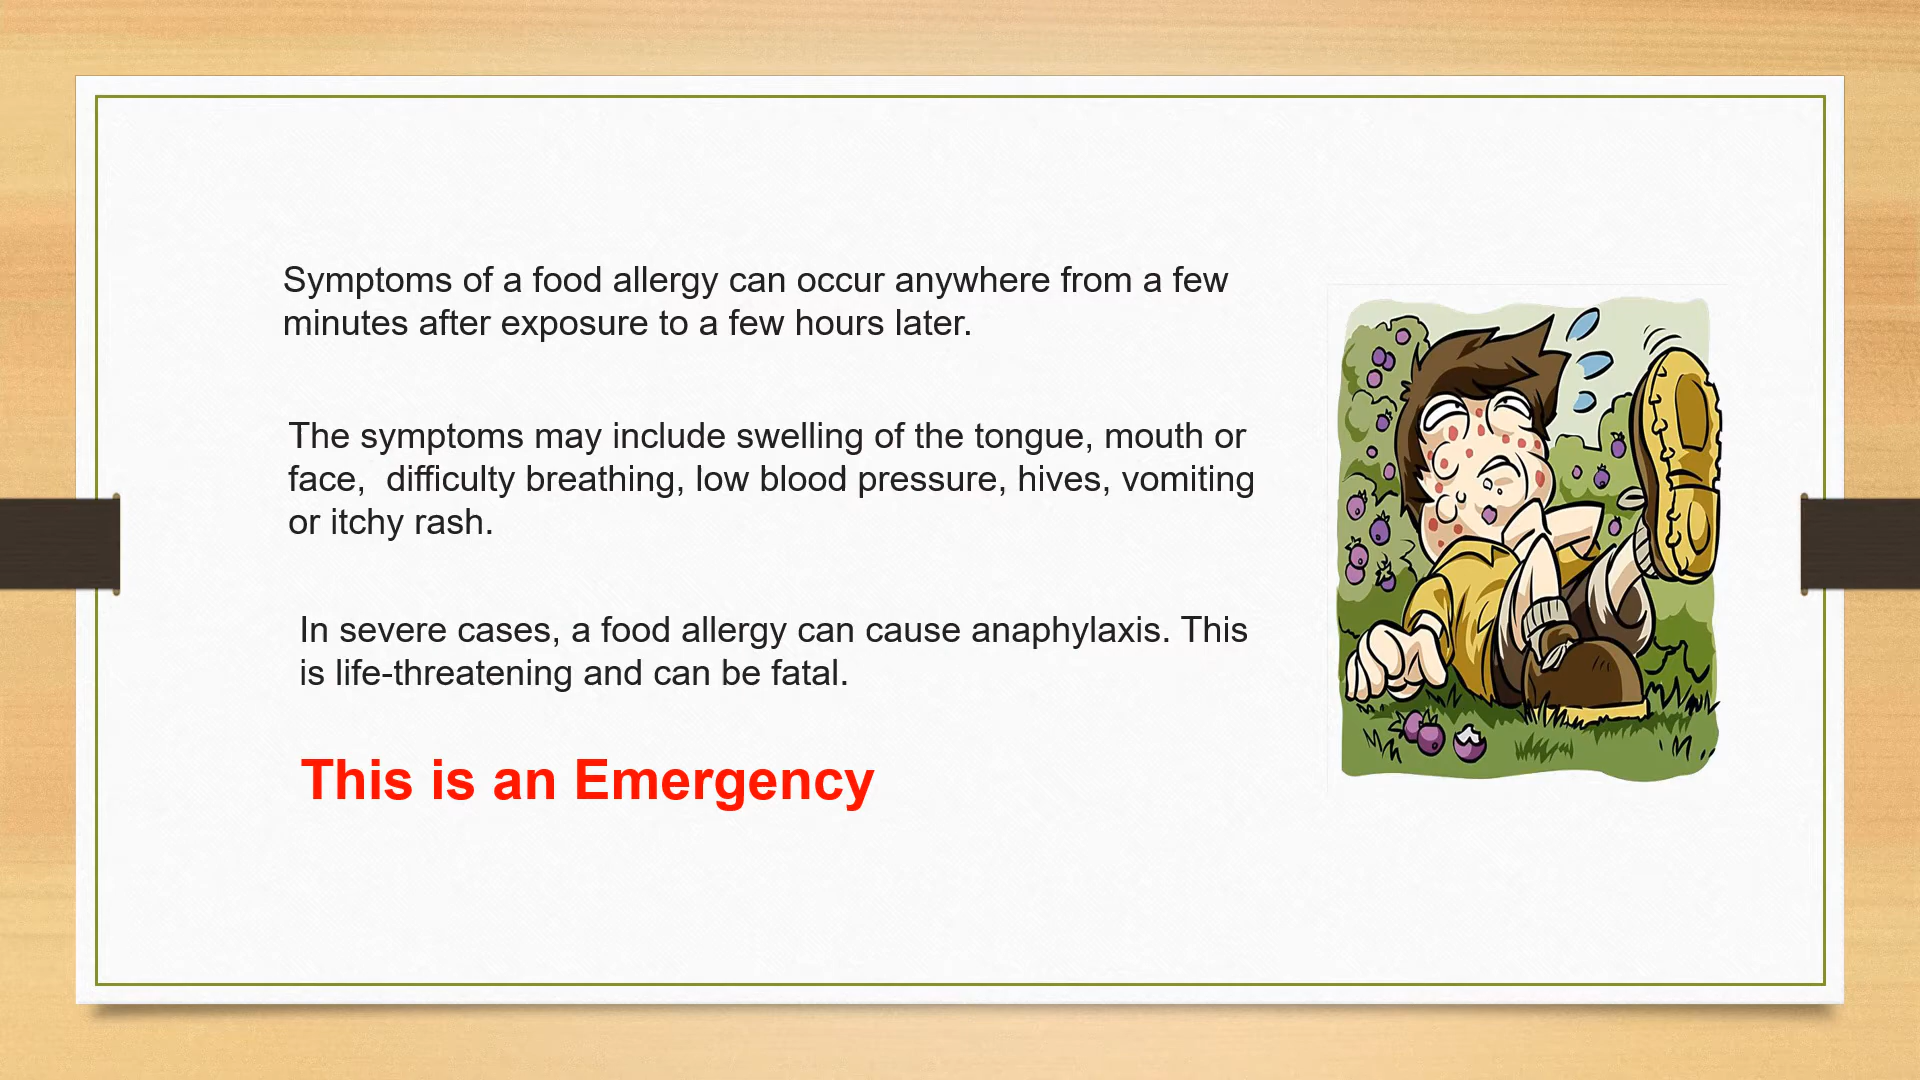 Symptoms of a food allergy can occur anywhere from a few
minutes after exposure to a few hours later.
The symptoms may include swelling of the tongue, mouth or
face,  difficulty breathing, low blood pressure, hives, vomiting
or itchy rash.
In severe cases, a food allergy can cause anaphylaxis. This
is life-threatening and can be fatal.
This is an Emergency